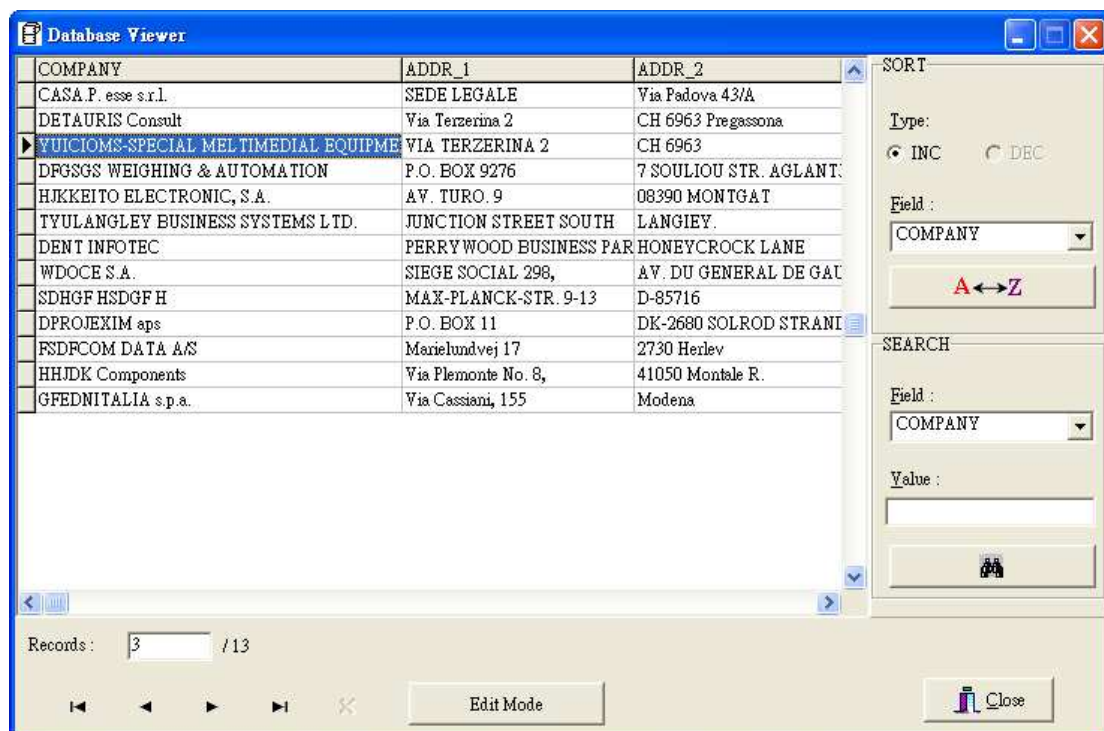 Database Viewer
COMPANY ADDR_1 ADDR_2
CASA.P. esse s.r.l. SEDE LEGALE Via Padova 43/A
DETAURIS Consult Via Terzerina 2 CH 6963 Pregassona
YUICIOMS-SPECIAL MELTIMEDIAL EQUIPME VIA TERZERINA 2 CH 6963
DFGSGS WEIGHING & AUTOMATION P.O. BOX 9276 7 SOULIOU STR. AGLANT
HJKKEITO ELECTRONIC, S.A. AV. TURO. 9 08390 MONTGAT
TYULANGLEY BUSINESS SYSTEMS LTD. JUNCTION STREET SOUTH LANGIEY.
DENT INFOTEC PERRYWOOD BUSINESS PAR HONEYCROCK LANE
WDOCE S.A. SIEGE SOCIAL 298, AV. DU GENERAL DE GAU
SDHGF HSDGF H MAX-PLANCK-STR. 9-13 D-85716
DPROJEXIM aps P.O. BOX 11 DK-2680 SOLROD STRAND
FSDFCOM DATA A/S Marielundvej 17 2730 Herlev
HHJDK Components Via Plemonte No. 8, 41050 Montale R.
GFEDNITALIA s.p.a. Via Cassiani, 155 Modena
SORT
Type:
INC DEC
Field :
COMPANY
A↔Z
SEARCH
Field :
COMPANY
Value :
Records : 3 / 13
Edit Mode
Close